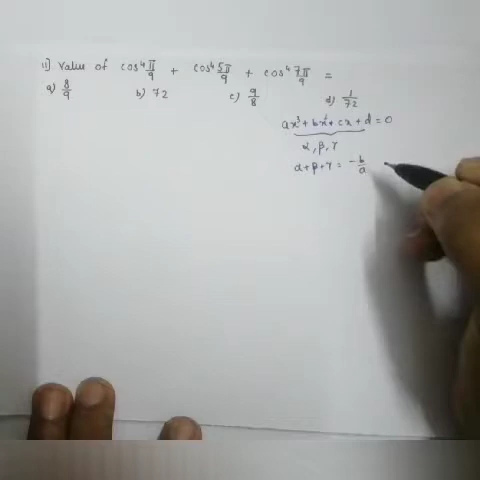 11] Value of cos⁴ π/9 + cos⁴ 5π/9 + cos⁴ 7π/9 =
a) 8/9 b) 72 c) 9/8 d) 1/72
ax³ + bx² + cx + d = 0
α, β, γ
α + β + γ = -b/a